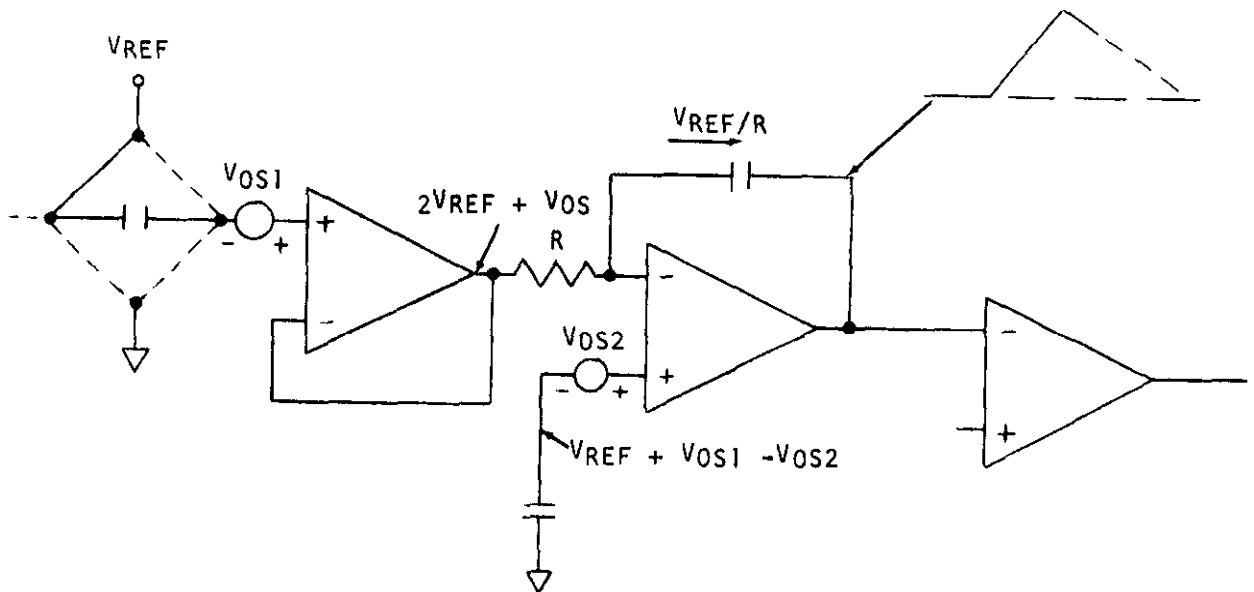 VREF
VREF/R
VOS1
2VREF + VOS
R
+
-
+
-
-
VOS2
-
+
+
-
+
VREF + VOS1 -VOS2